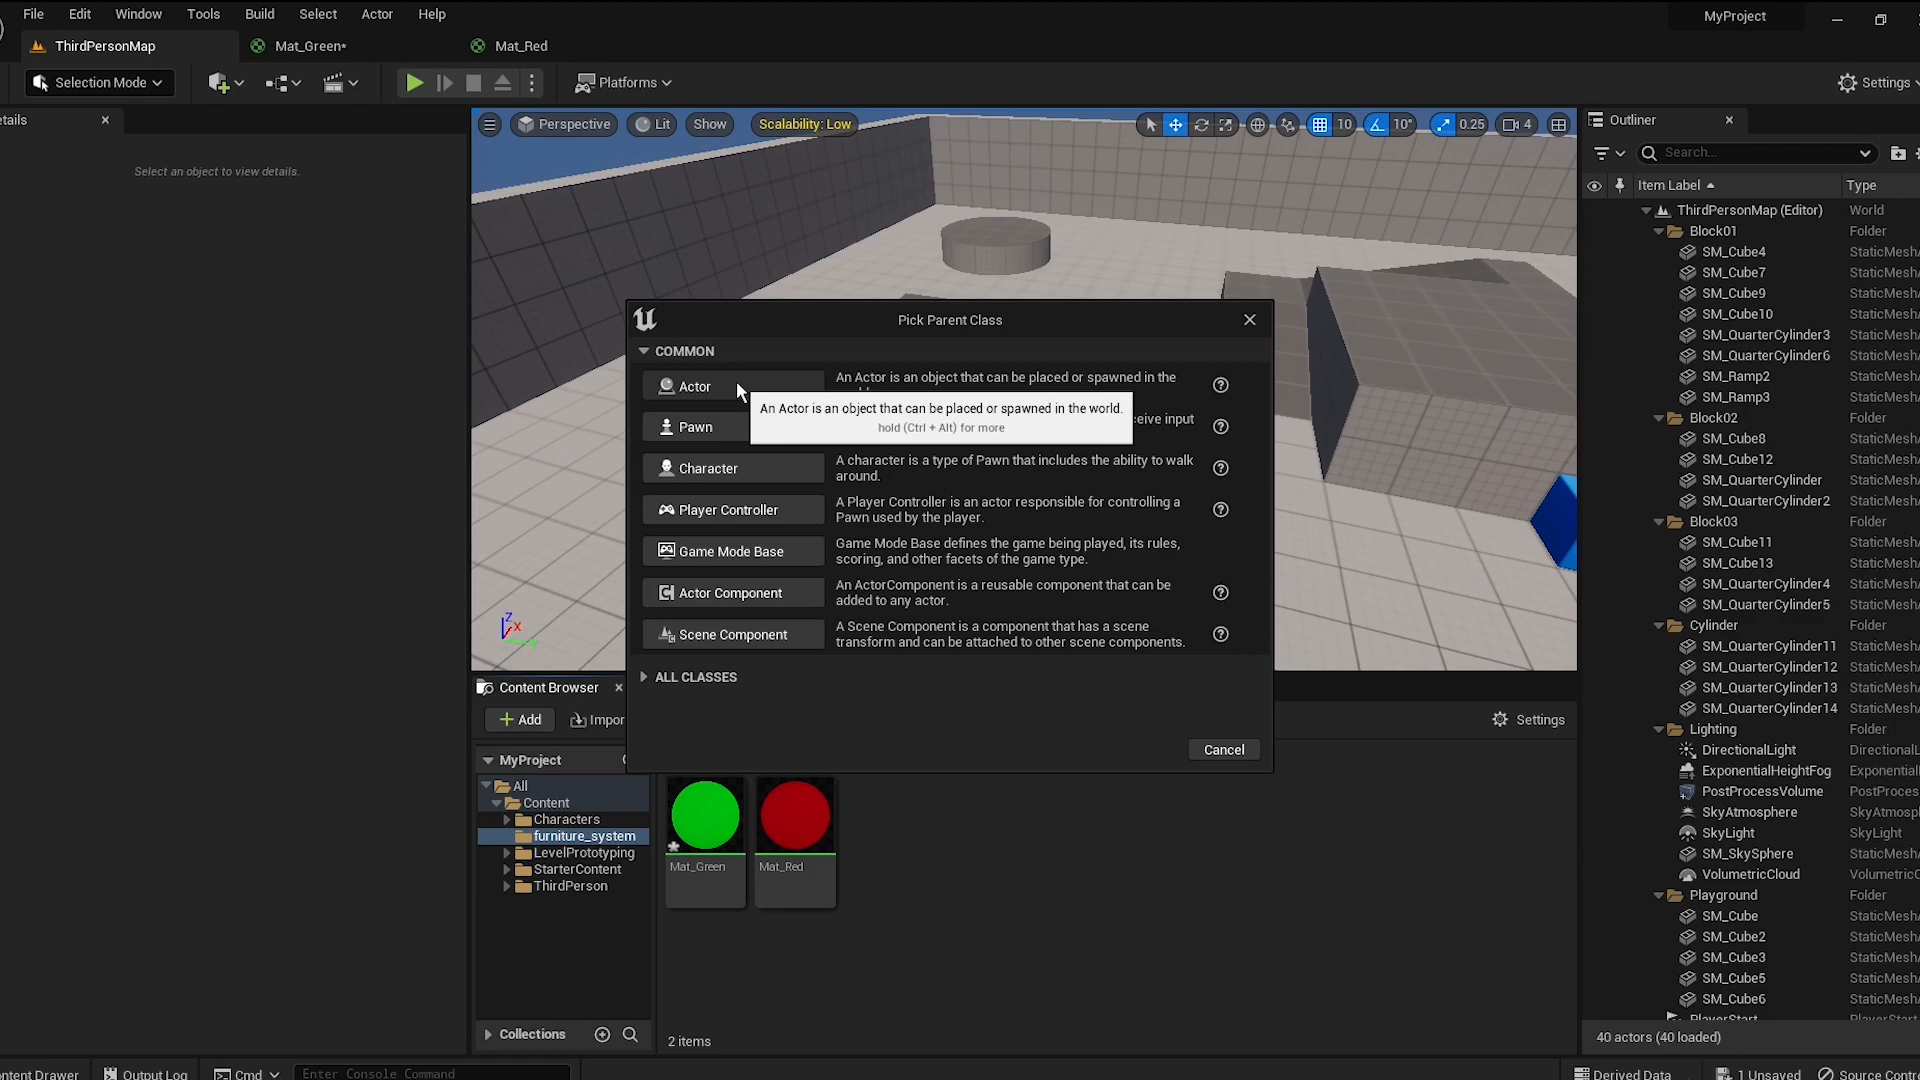 File Edit Window Tools Build Select Actor Help
MyProject
ThirdPersonMap
Mat_Green*
Mat_Red
Selection Mode
Platforms
Settings
etails
Select an object to view details.
Perspective
Lit
Show
Scalability: Low
10
10°
0.25
4
Outliner
Search...
Item Label
Type
ThirdPersonMap (Editor) World
Block01 Folder
SM_Cube4 StaticMesh
SM_Cube7 StaticMesh
SM_Cube9 StaticMesh
SM_Cube10 StaticMesh
SM_QuarterCylinder3 StaticMesh
SM_QuarterCylinder6 StaticMesh
SM_Ramp2 StaticMesh
SM_Ramp3 StaticMesh
Block02 Folder
SM_Cube8 StaticMesh
SM_Cube12 StaticMesh
SM_QuarterCylinder StaticMesh
SM_QuarterCylinder2 StaticMesh
Block03 Folder
SM_Cube11 StaticMesh
SM_Cube13 StaticMesh
SM_QuarterCylinder4 StaticMesh
SM_QuarterCylinder5 StaticMesh
Cylinder Folder
SM_QuarterCylinder11 StaticMesh
SM_QuarterCylinder12 StaticMesh
SM_QuarterCylinder13 StaticMesh
SM_QuarterCylinder14 StaticMesh
Lighting Folder
DirectionalLight DirectionalL
ExponentialHeightFog Exponential
PostProcessVolume PostProces
SkyAtmosphere SkyAtmosph
SkyLight SkyLight
SM_SkySphere StaticMesh
VolumetricCloud VolumetricC
Playground Folder
SM_Cube StaticMesh
SM_Cube2 StaticMesh
SM_Cube3 StaticMesh
SM_Cube5 StaticMesh
SM_Cube6 StaticMesh
PlayerStart PlayerStart
40 actors (40 loaded)
Pick Parent Class
COMMON
Actor
An Actor is an object that can be placed or spawned in the
An Actor is an object that can be placed or spawned in the world.
hold (Ctrl + Alt) for more
Pawn
ceive input
Character
A character is a type of Pawn that includes the ability to walk
around.
Player Controller
A Player Controller is an actor responsible for controlling a
Pawn used by the player.
Game Mode Base
Game Mode Base defines the game being played, its rules,
scoring, and other facets of the game type.
Actor Component
An ActorComponent is a reusable component that can be
added to any actor.
Scene Component
A Scene Component is a component that has a scene
transform and can be attached to other scene components.
ALL CLASSES
Cancel
Z
X
Y
Content Browser
Add
Impor
Settings
MyProject
All
Content
Characters
furniture_system
LevelPrototyping
StarterContent
ThirdPerson
Mat_Green
Mat_Red
Collections
2 items
ontent Drawer
Output Log
Cmd
Enter Console Command
Derived Data
1 Unsaved
Source Contr